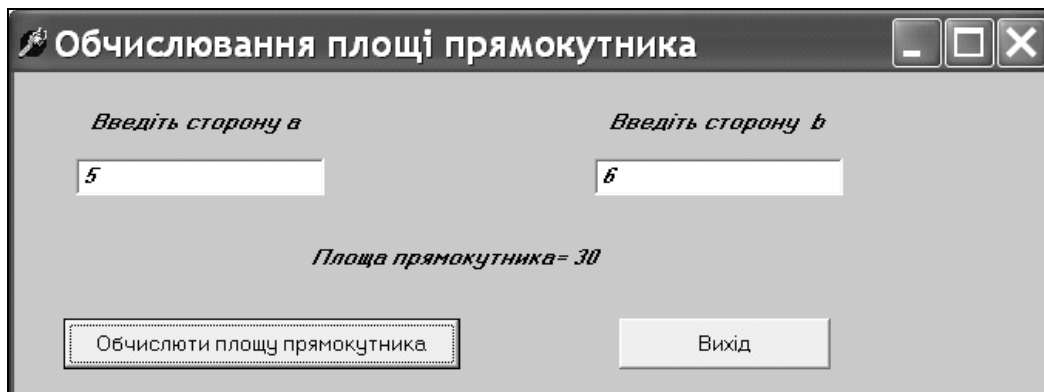 Обчислювання площі прямокутника
Введіть сторону a
Введіть сторону b
5
6
Площа прямокутника= 30
Обчислюти площу прямокутника
Вихід